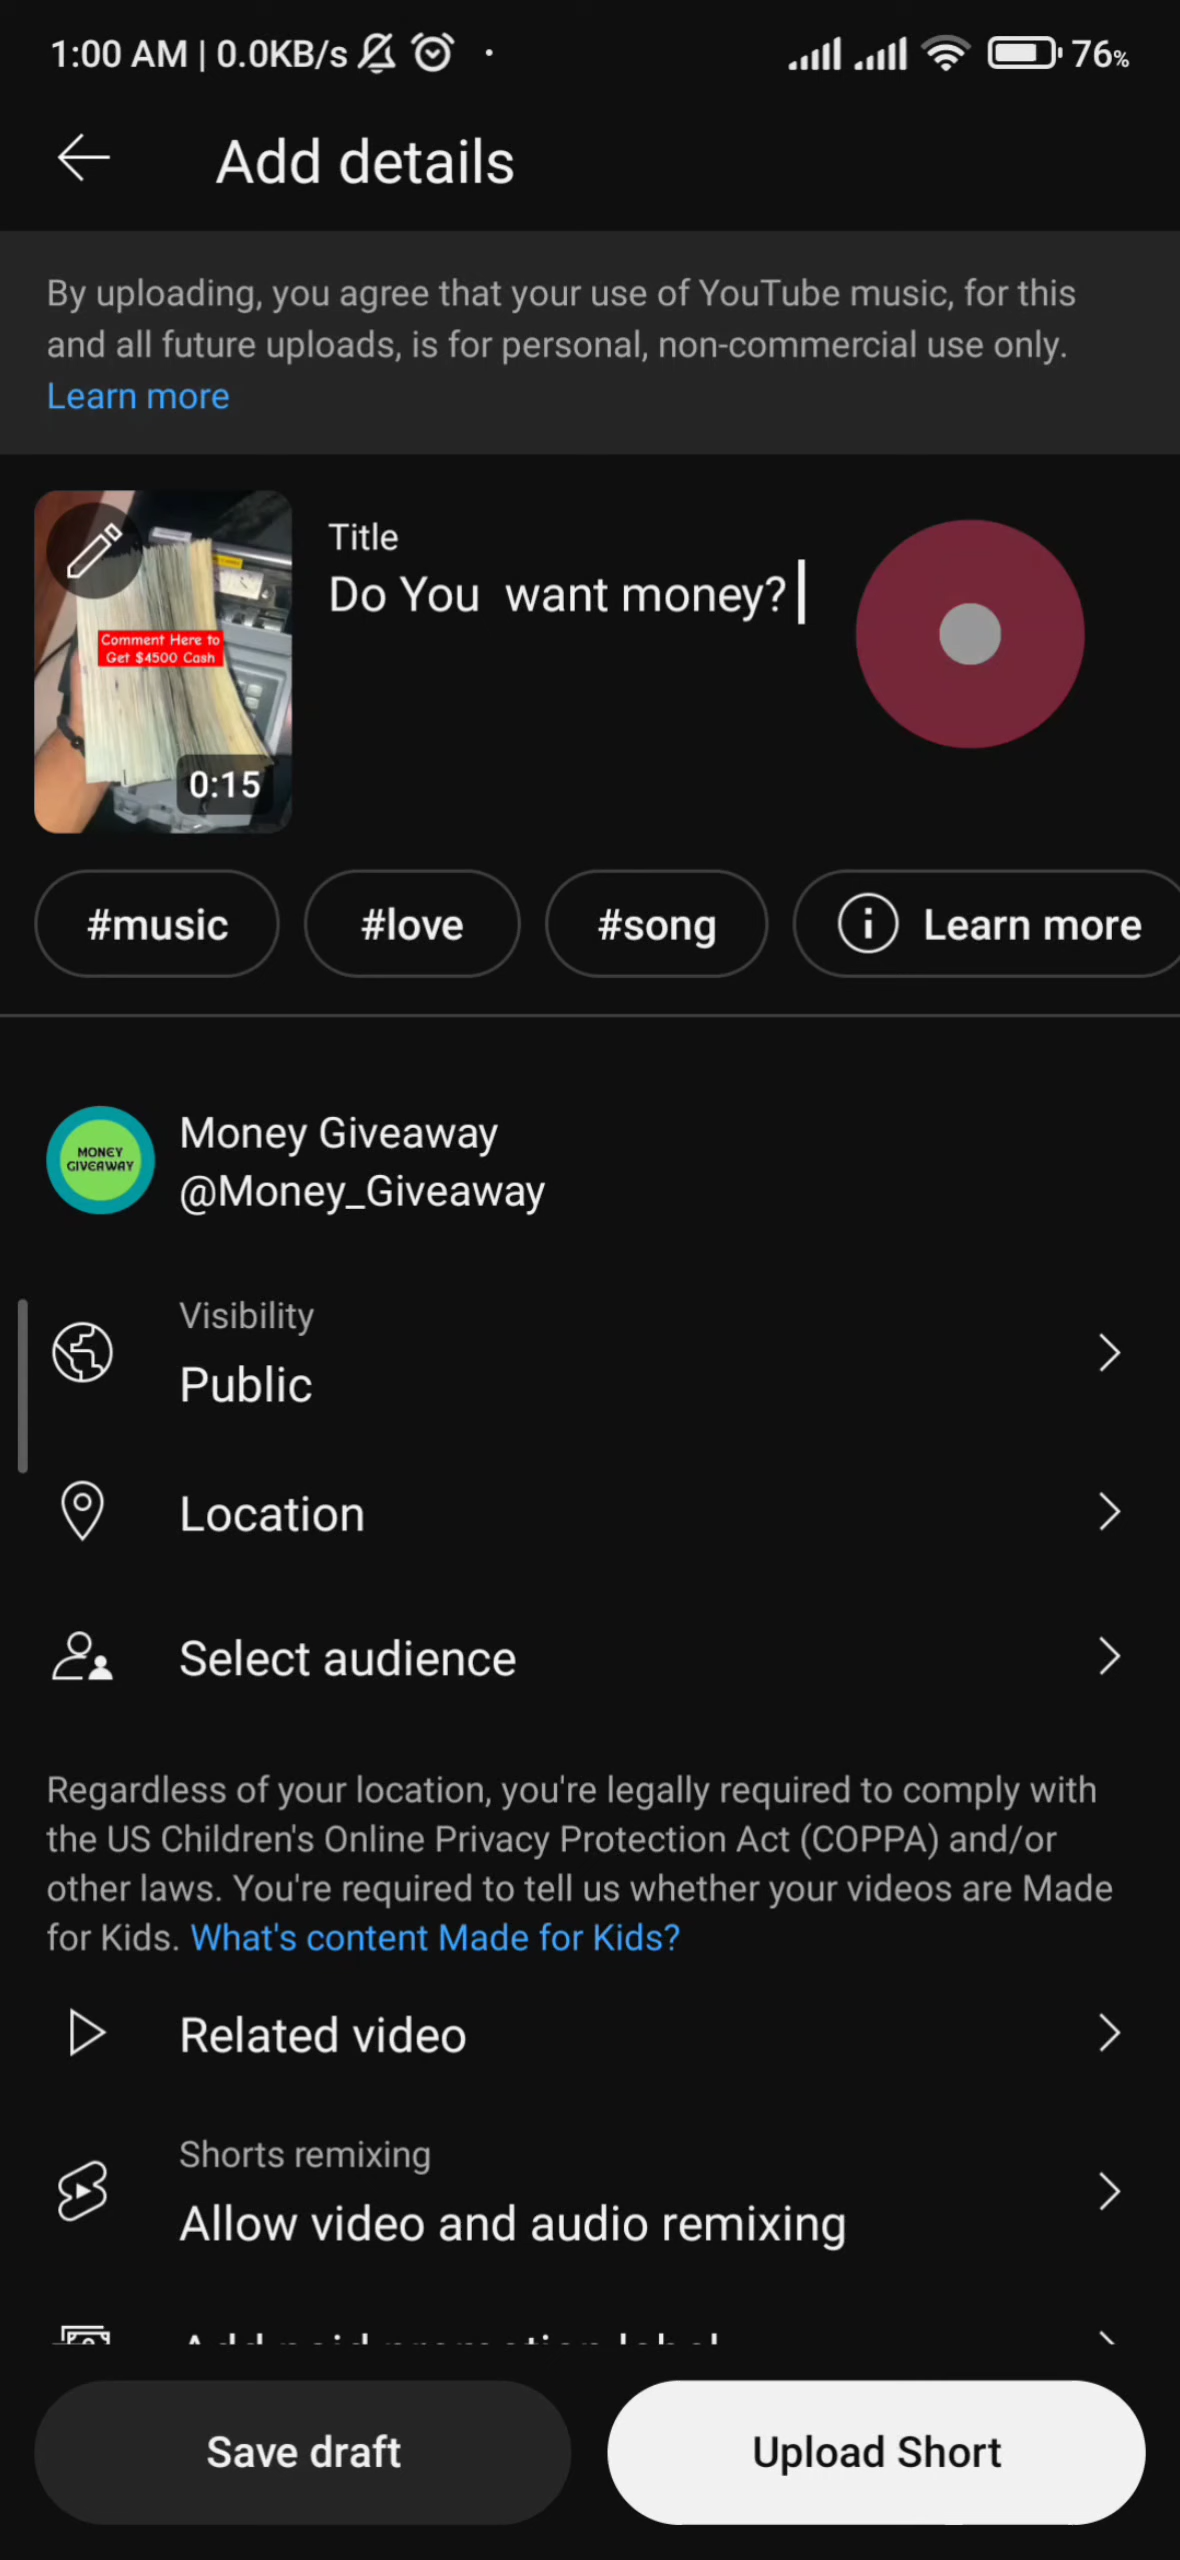 1:00 AM | 0.0KB/s
76%
Add details
By uploading, you agree that your use of YouTube music, for this
and all future uploads, is for personal, non-commercial use only.
Learn more
Title
Do You  want money?
Comment Here to
Get $4500 Cash
0:15
#music
#love
#song
Learn more
MONEY
GIVEAWAY
Money Giveaway
@Money_Giveaway
Visibility
Public
Location
Select audience
Regardless of your location, you're legally required to comply with
the US Children's Online Privacy Protection Act (COPPA) and/or
other laws. You're required to tell us whether your videos are Made
for Kids. What's content Made for Kids?
Related video
Shorts remixing
Allow video and audio remixing
Add paid promotion label
Save draft
Upload Short